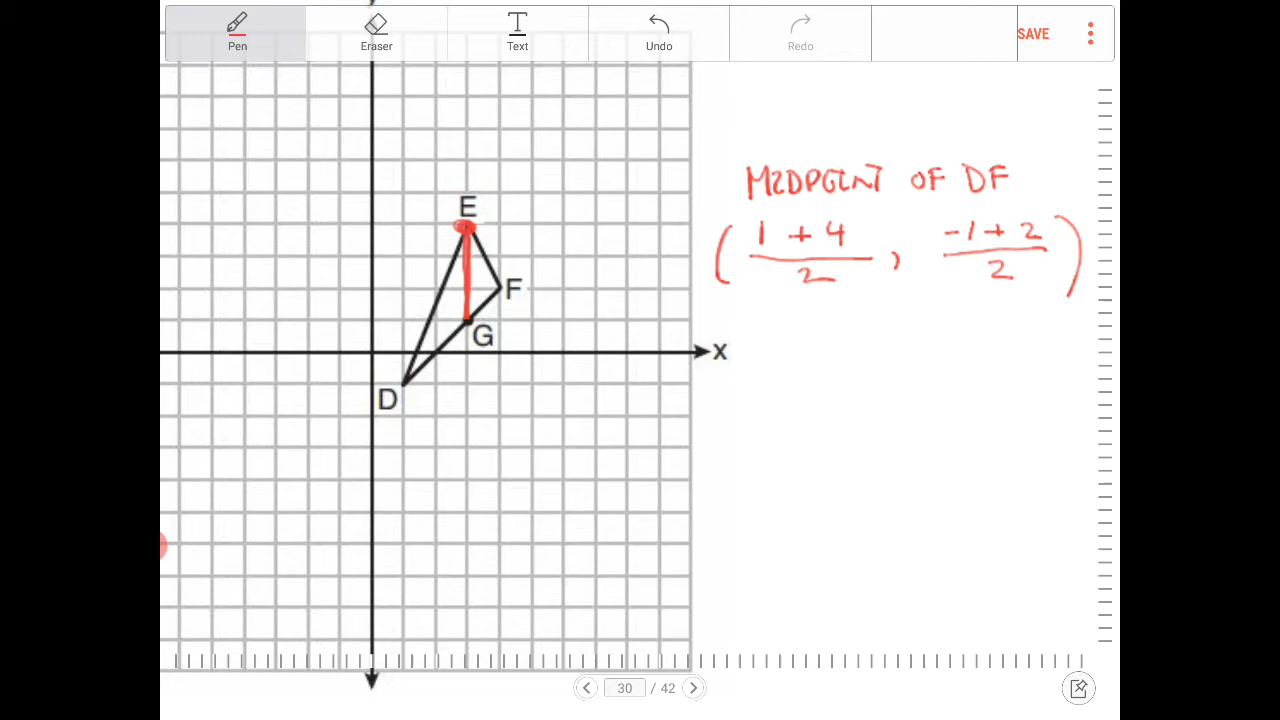 Pen
Eraser
Text
Undo
Redo
SAVE
E
MIDPOINT OF DF
( 1 + 4 / 2 , -1 + 2 / 2 )
F
G
x
D
30 / 42